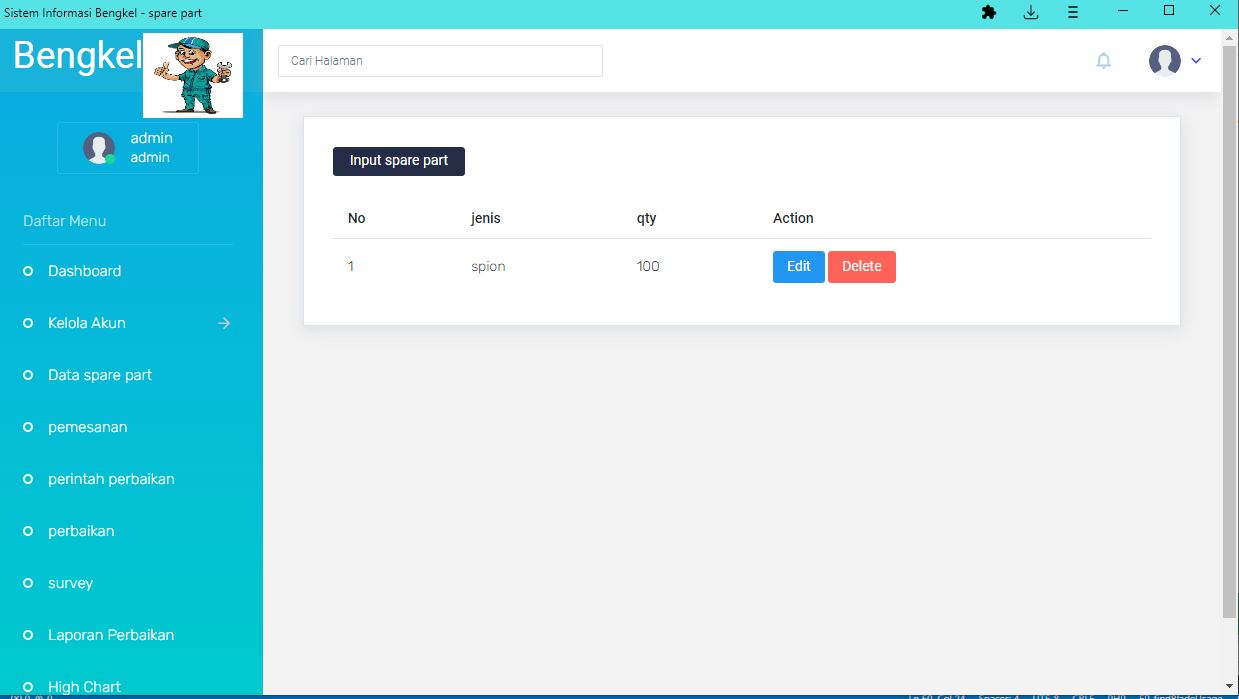 Sistem Informasi Bengkel - spare part
Bengkel
Cari Halaman
admin
admin
Daftar Menu
Dashboard
Kelola Akun
Data spare part
pemesanan
perintah perbaikan
perbaikan
survey
Laporan Perbaikan
High Chart
Input spare part
No jenis qty Action
1 spion 100 Edit Delete